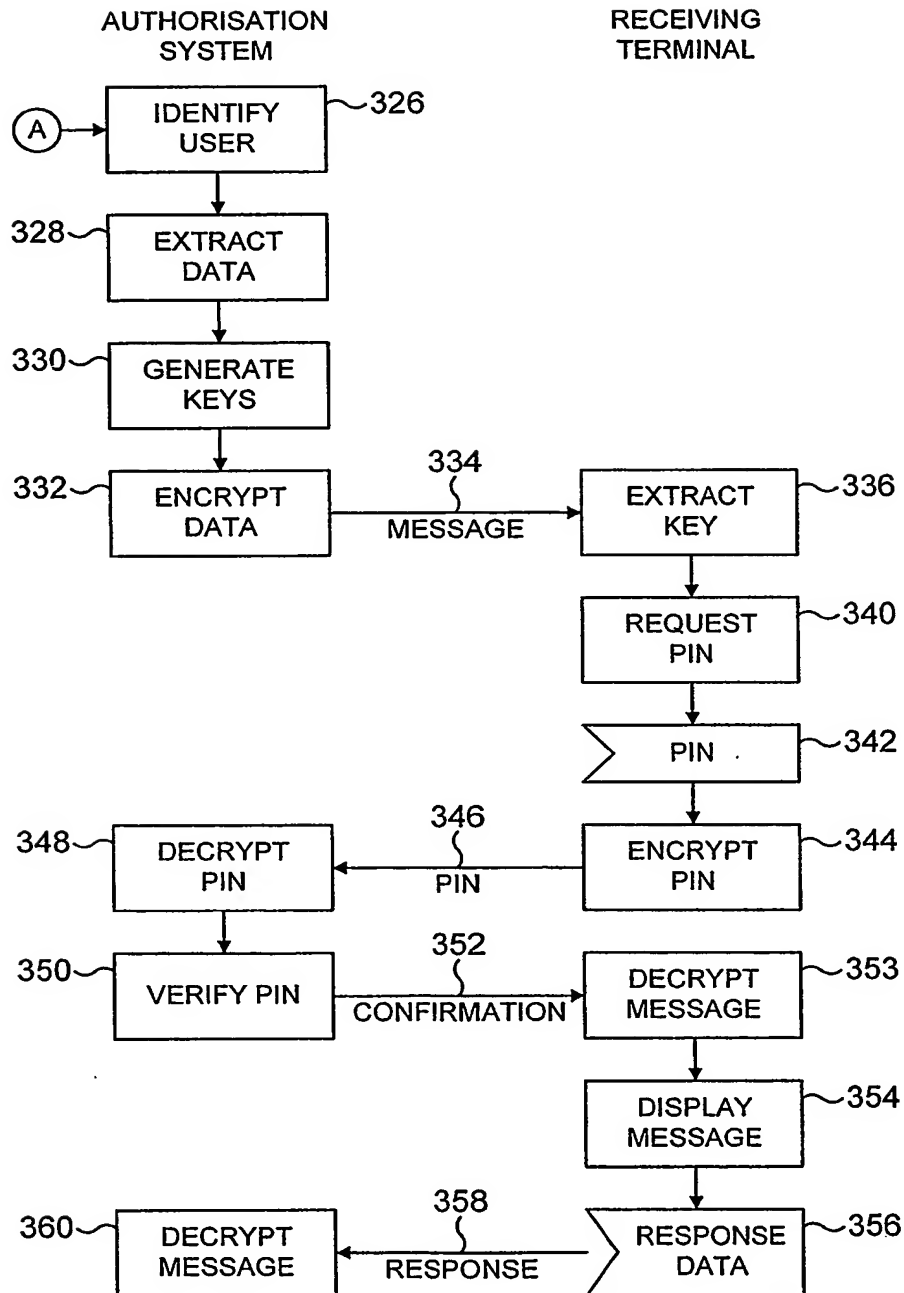 AUTHORISATION
SYSTEM
RECEIVING
TERMINAL
A
IDENTIFY
USER
326
328
EXTRACT
DATA
330
GENERATE
KEYS
332
ENCRYPT
DATA
334
MESSAGE
EXTRACT
KEY
336
REQUEST
PIN
340
PIN
342
348
DECRYPT
PIN
346
PIN
ENCRYPT
PIN
344
350
VERIFY PIN
352
CONFIRMATION
DECRYPT
MESSAGE
353
DISPLAY
MESSAGE
354
360
DECRYPT
MESSAGE
358
RESPONSE
RESPONSE
DATA
356